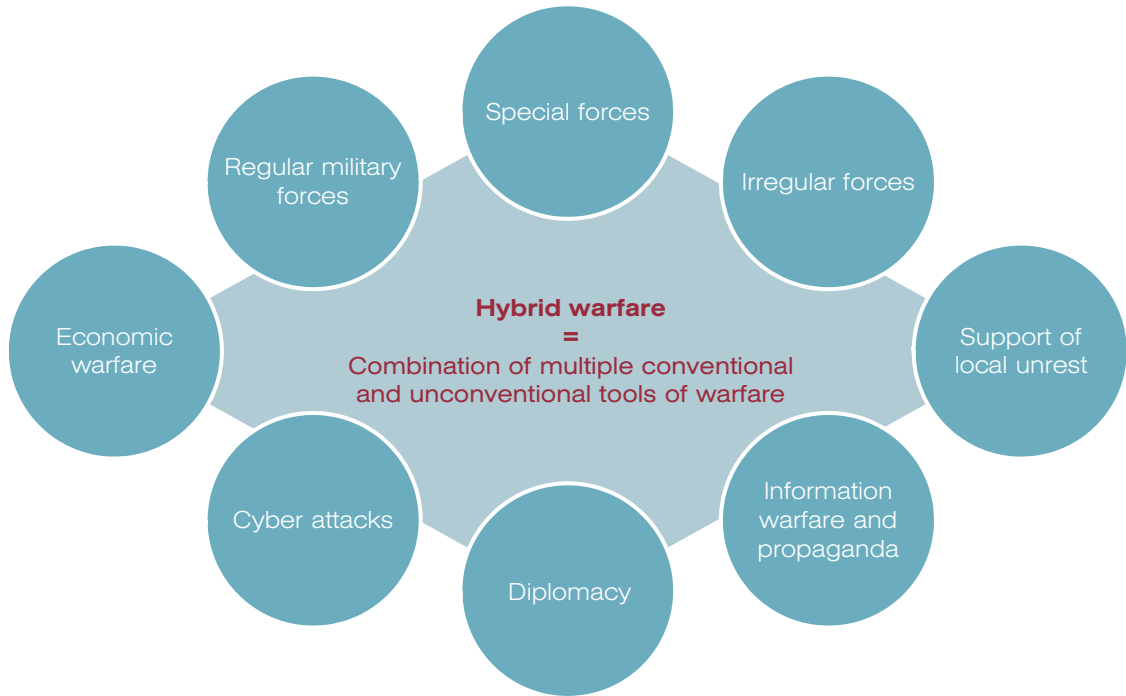 Special forces
Regular military
forces
Irregular forces
Economic
warfare
Hybrid warfare
=
Combination of multiple conventional
and unconventional tools of warfare
Support of
local unrest
Cyber attacks
Information
warfare and
propaganda
Diplomacy